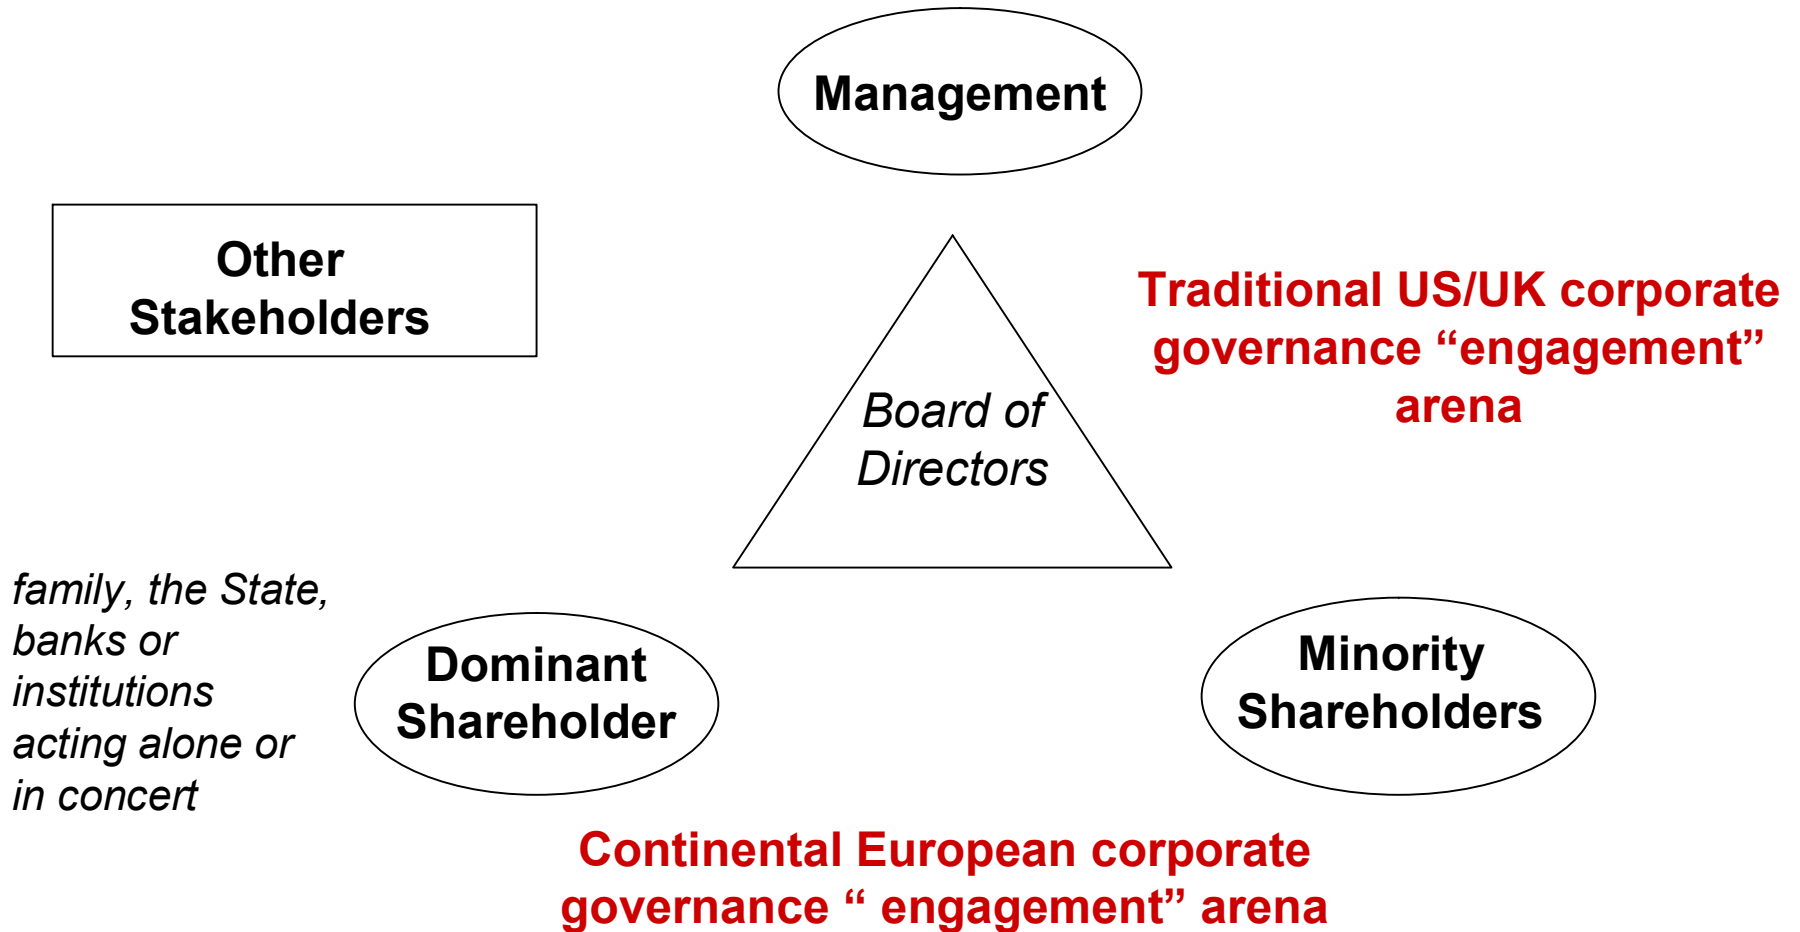 Management
Other
Stakeholders
Traditional US/UK corporate
governance “engagement”
arena
Board of
Directors
family, the State,
banks or
institutions
acting alone or
in concert
Dominant
Shareholder
Minority
Shareholders
Continental European corporate
governance “ engagement” arena